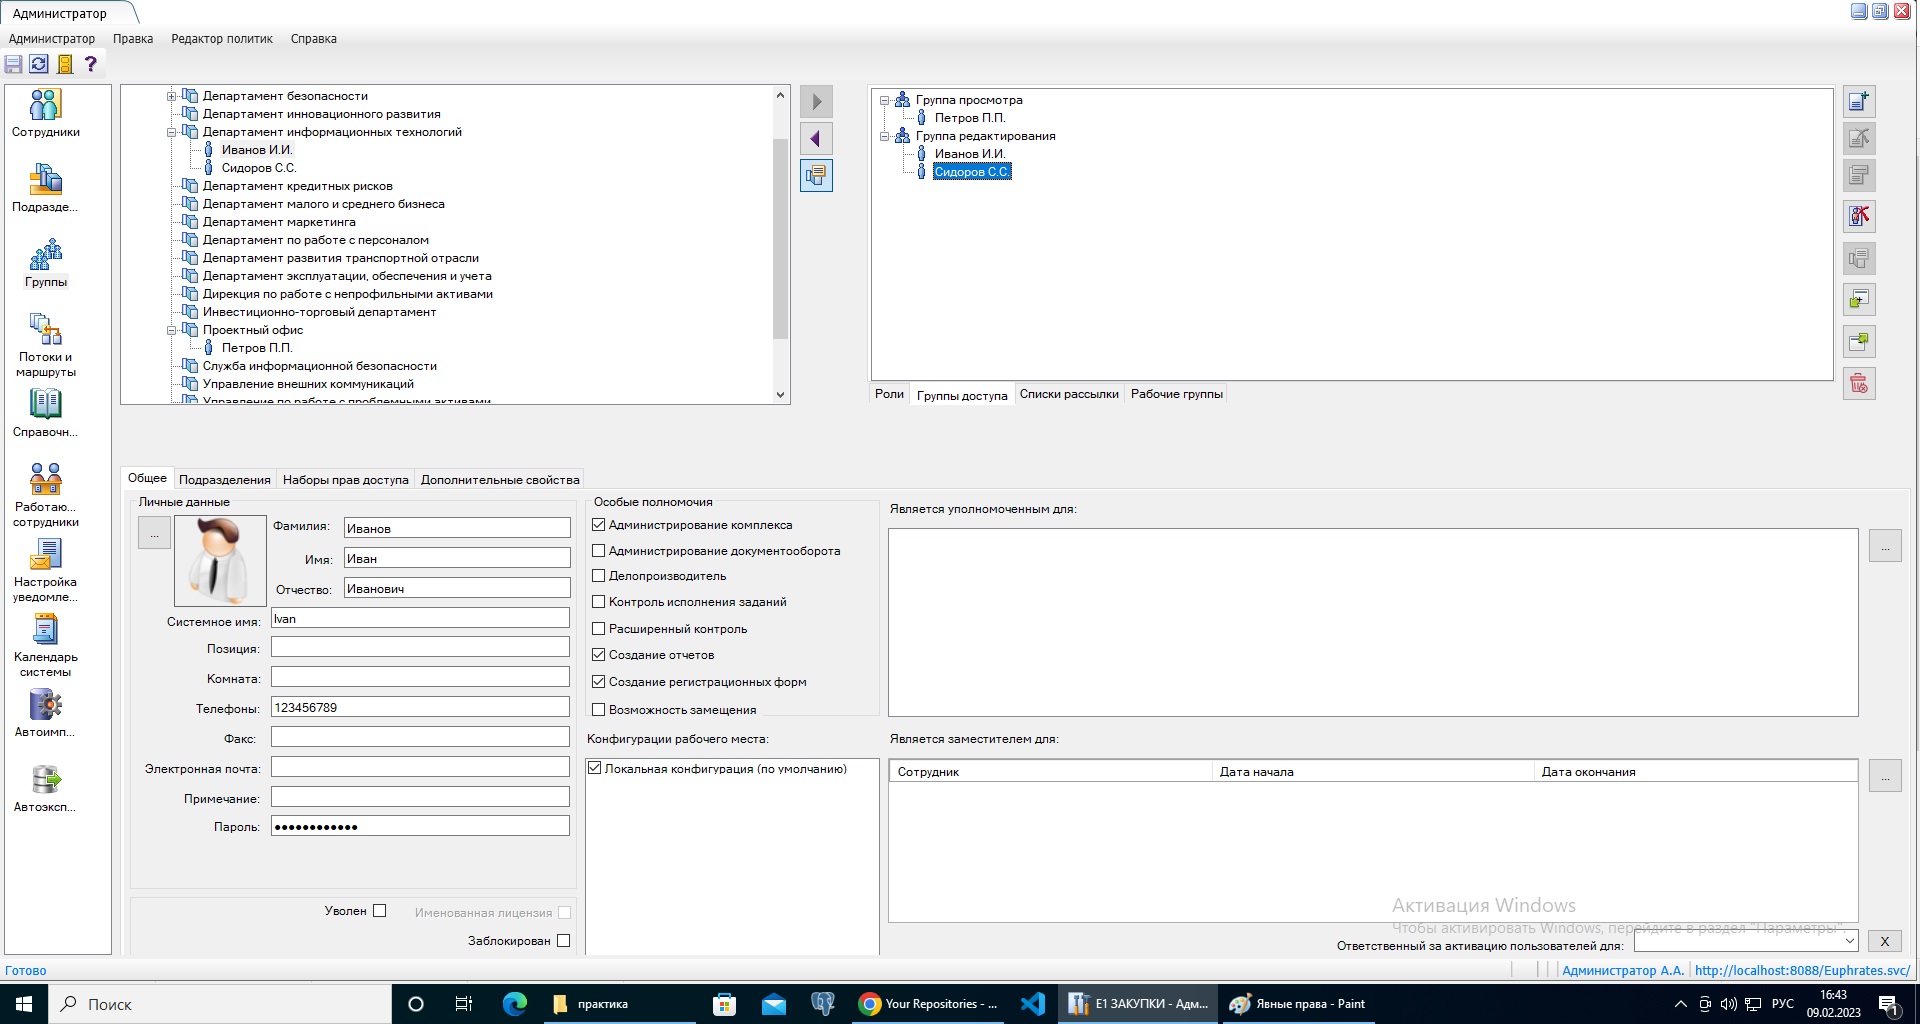 Администратор
Администратор Правка Редактор политик Справка
Сотрудники
Подразде...
Группы
Потоки и
маршруты
Справочн...
Работаю...
сотрудники
Настройка
уведомле...
Календарь
системы
Автоимп...
Автоэксп...
Департамент безопасности
Департамент инновационного развития
Департамент информационных технологий
Иванов И.И.
Сидоров С.С.
Департамент кредитных рисков
Департамент малого и среднего бизнеса
Департамент маркетинга
Департамент по работе с персоналом
Департамент развития транспортной отрасли
Департамент эксплуатации, обеспечения и учета
Дирекция по работе с непрофильными активами
Инвестиционно-торговый департамент
Проектный офис
Петров П.П.
Служба информационной безопасности
Управление внешних коммуникаций
Управление по работе с проблемными активами
Группа просмотра
Петров П.П.
Группа редактирования
Иванов И.И.
Сидоров С.С.
Роли Группы доступа Списки рассылки Рабочие группы
Общее Подразделения Наборы прав доступа Дополнительные свойства
Личные данные
...
Фамилия: Иванов
Имя: Иван
Отчество: Иванович
Системное имя: Ivan
Позиция:
Комната:
Телефоны: 123456789
Факс:
Электронная почта:
Примечание:
Пароль: ●●●●●●●●●●●●
Уволен Именованная лицензия
Заблокирован
Особые полномочия
Администрирование комплекса
Администрирование документооборота
Делопроизводитель
Контроль исполнения заданий
Расширенный контроль
Создание отчетов
Создание регистрационных форм
Возможность замещения
Конфигурации рабочего места:
Локальная конфигурация (по умолчанию)
Является уполномоченным для:
...
Является заместителем для:
Сотрудник Дата начала Дата окончания
...
Активация Windows
Чтобы активировать Windows, перейдите в раздел "Параметры".
Ответственный за активацию пользователей для: X
Готово Администратор А.А. http://localhost:8088/Euphrates.svc/
Поиск практика Your Repositories - ... Е1 ЗАКУПКИ - Адм... Явные права - Paint РУС 16:43
09.02.2023 1